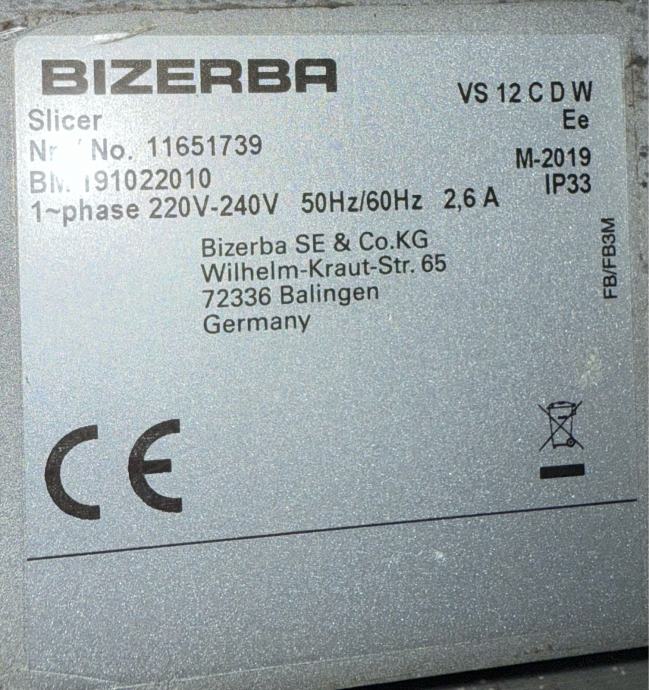 BIZERBA
VS 12 C D W
Slicer
Ee
No. 11651739
M-2019
91022010
IP33
1~phase 220V-240V 50Hz/60Hz 2,6 A
FB/FB3M
Bizerba SE & Co.KG
Wilhelm-Kraut-Str. 65
72336 Balingen
Germany
CE